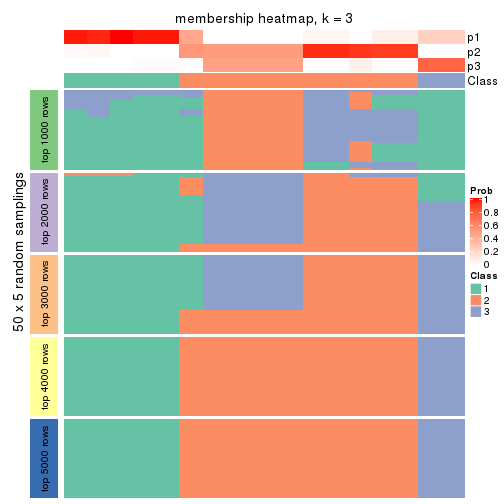 membership heatmap, k = 3
p1
p2
p3
Class
50 x 5 random samplings
top 1000 rows
top 2000 rows
top 3000 rows
top 4000 rows
top 5000 rows
Prob
1
0.8
0.6
0.4
0.2
0
Class
1
2
3